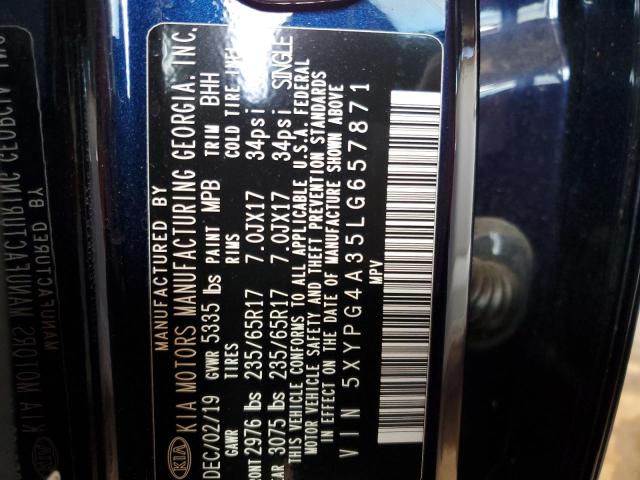 MANUFACTURED BY
KIA KIA MOTORS MANUFACTURING GEORGIA, INC.
DEC/02/19 GVWR 5385 lbs PAINT MPB TRIM BHH
GAWR TIRES RIMS COLD TIRE
FRONT 2976 lbs 235/65R17 7.0JX17 34psi
REAR 3075 lbs 235/65R17 7.0JX17 34psi SINGLE
THIS VEHICLE CONFORMS TO ALL APPLICABLE U.S.A. FEDERAL
MOTOR VEHICLE SAFETY AND THEFT PREVENTION STANDARDS
IN EFFECT ON THE DATE OF MANUFACTURE SHOWN ABOVE
VIN 5XYPG4A35LG657871
MPV